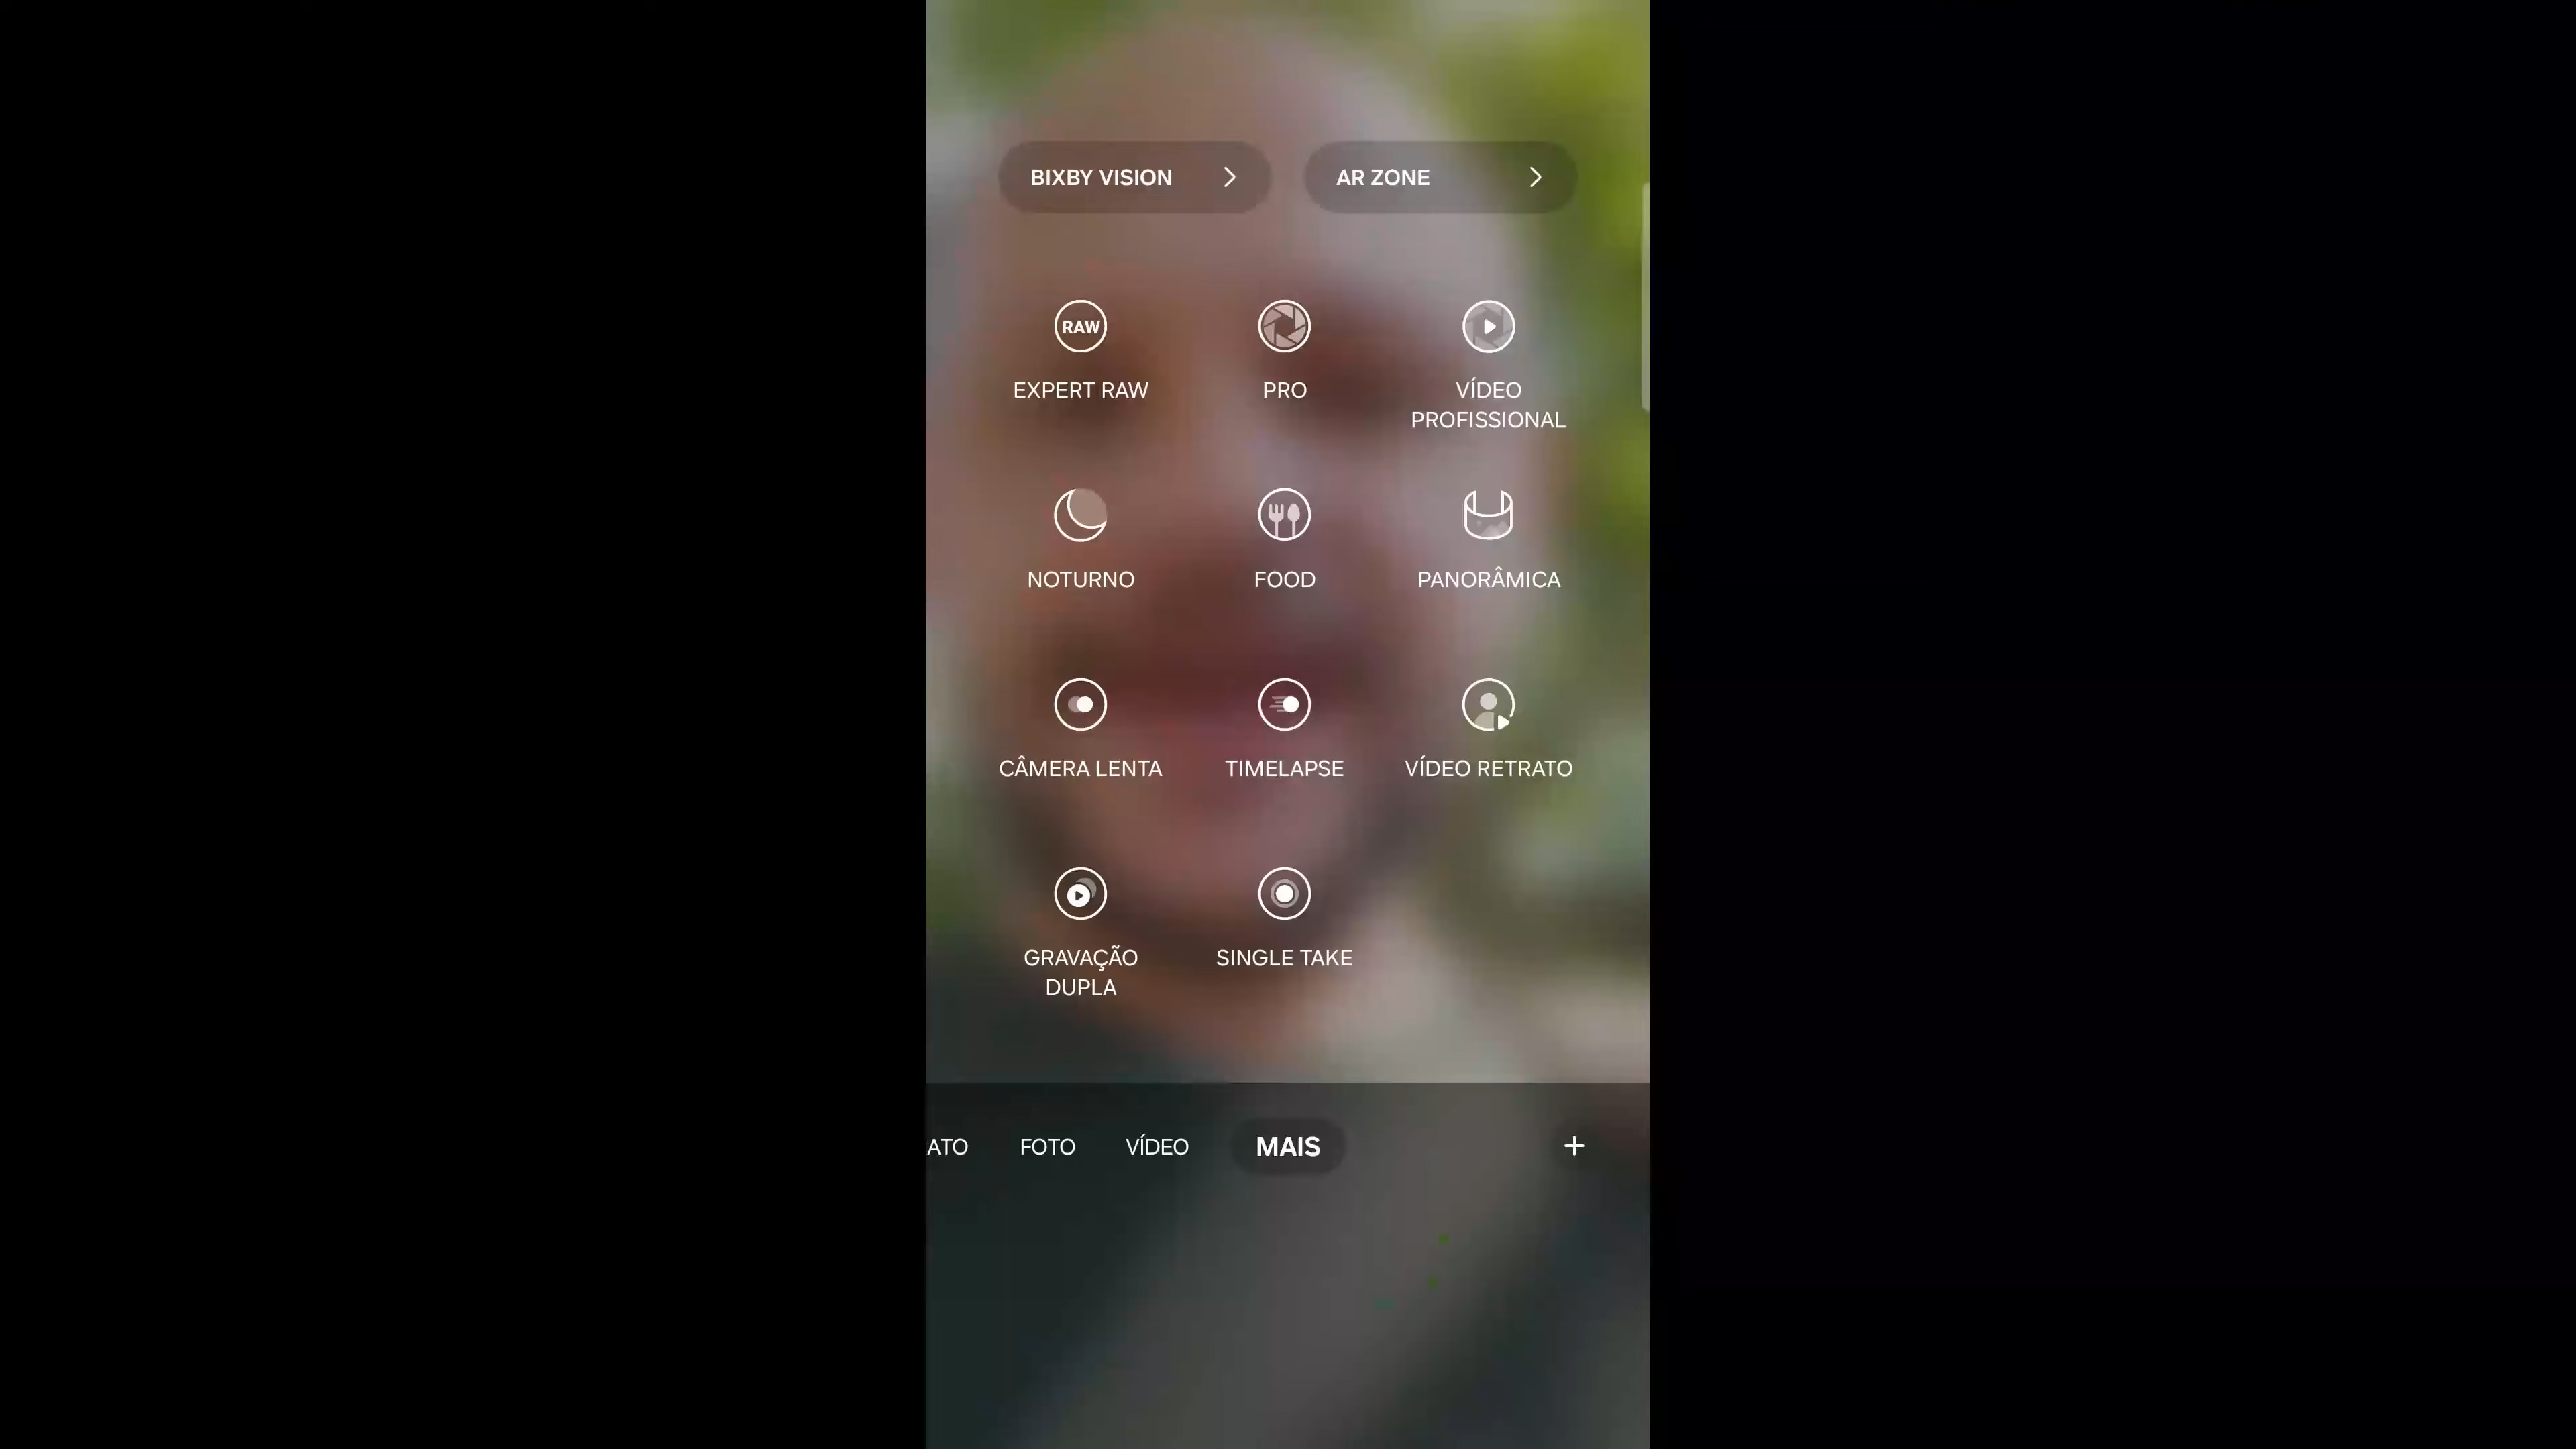 BIXBY VISION
AR ZONE
RAW
EXPERT RAW
PRO
VÍDEO
PROFISSIONAL
NOTURNO
FOOD
PANORÂMICA
CÂMERA LENTA
TIMELAPSE
VÍDEO RETRATO
GRAVAÇÃO
DUPLA
SINGLE TAKE
ATO FOTO VÍDEO MAIS +